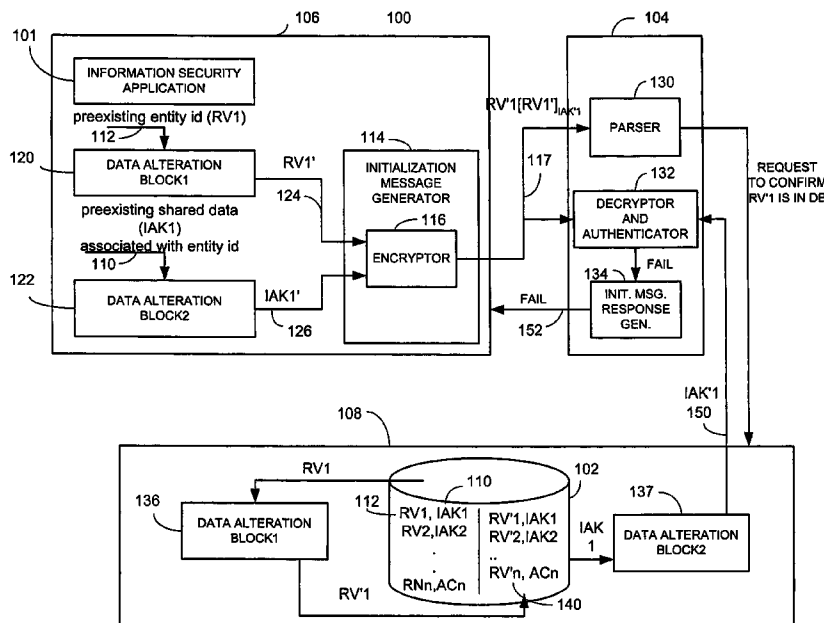 106
100
104
101
INFORMATION SECURITY
APPLICATION
preexisting entity id (RV1)
112
120
DATA ALTERATION
BLOCK1
RV1'
124
preexisting shared data
(IAK1)
associated with entity id
110
122
DATA ALTERATION
BLOCK2
IAK1'
126
114
INITIALIZATION
MESSAGE
GENERATOR
116
ENCRYPTOR
117
RV'1[RV1']IAK'1
130
PARSER
132
DECRYPTOR
AND
AUTHENTICATOR
FAIL
134
INIT. MSG.
RESPONSE
GEN.
FAIL
152
REQUEST
TO CONFIRM
RV'1 IS IN DB
IAK'1
150
108
RV1
136
DATA ALTERATION
BLOCK1
RV'1
110
102
112
RV1, IAK1
RV2,IAK2
.
.
RNn,ACn
RV'1,IAK1
RV'2,IAK2
..
RV'n, ACn
140
IAK
1
137
DATA ALTERATION
BLOCK2